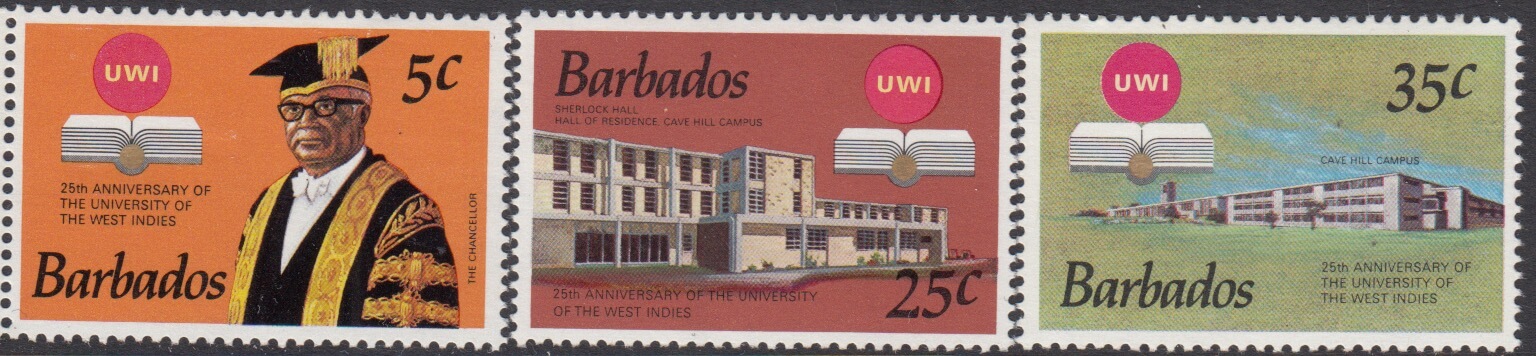 UWI
5c
25th ANNIVERSARY OF
THE UNIVERSITY OF
THE WEST INDIES
THE CHANCELLOR
Barbados
Barbados
SHERLOCK HALL
HALL OF RESIDENCE, CAVE HILL CAMPUS
UWI
25th ANNIVERSARY OF THE UNIVERSITY
OF THE WEST INDIES
25c
UWI
35c
CAVE HILL CAMPUS
Barbados
25th ANNIVERSARY OF
THE UNIVERSITY OF
THE WEST INDIES